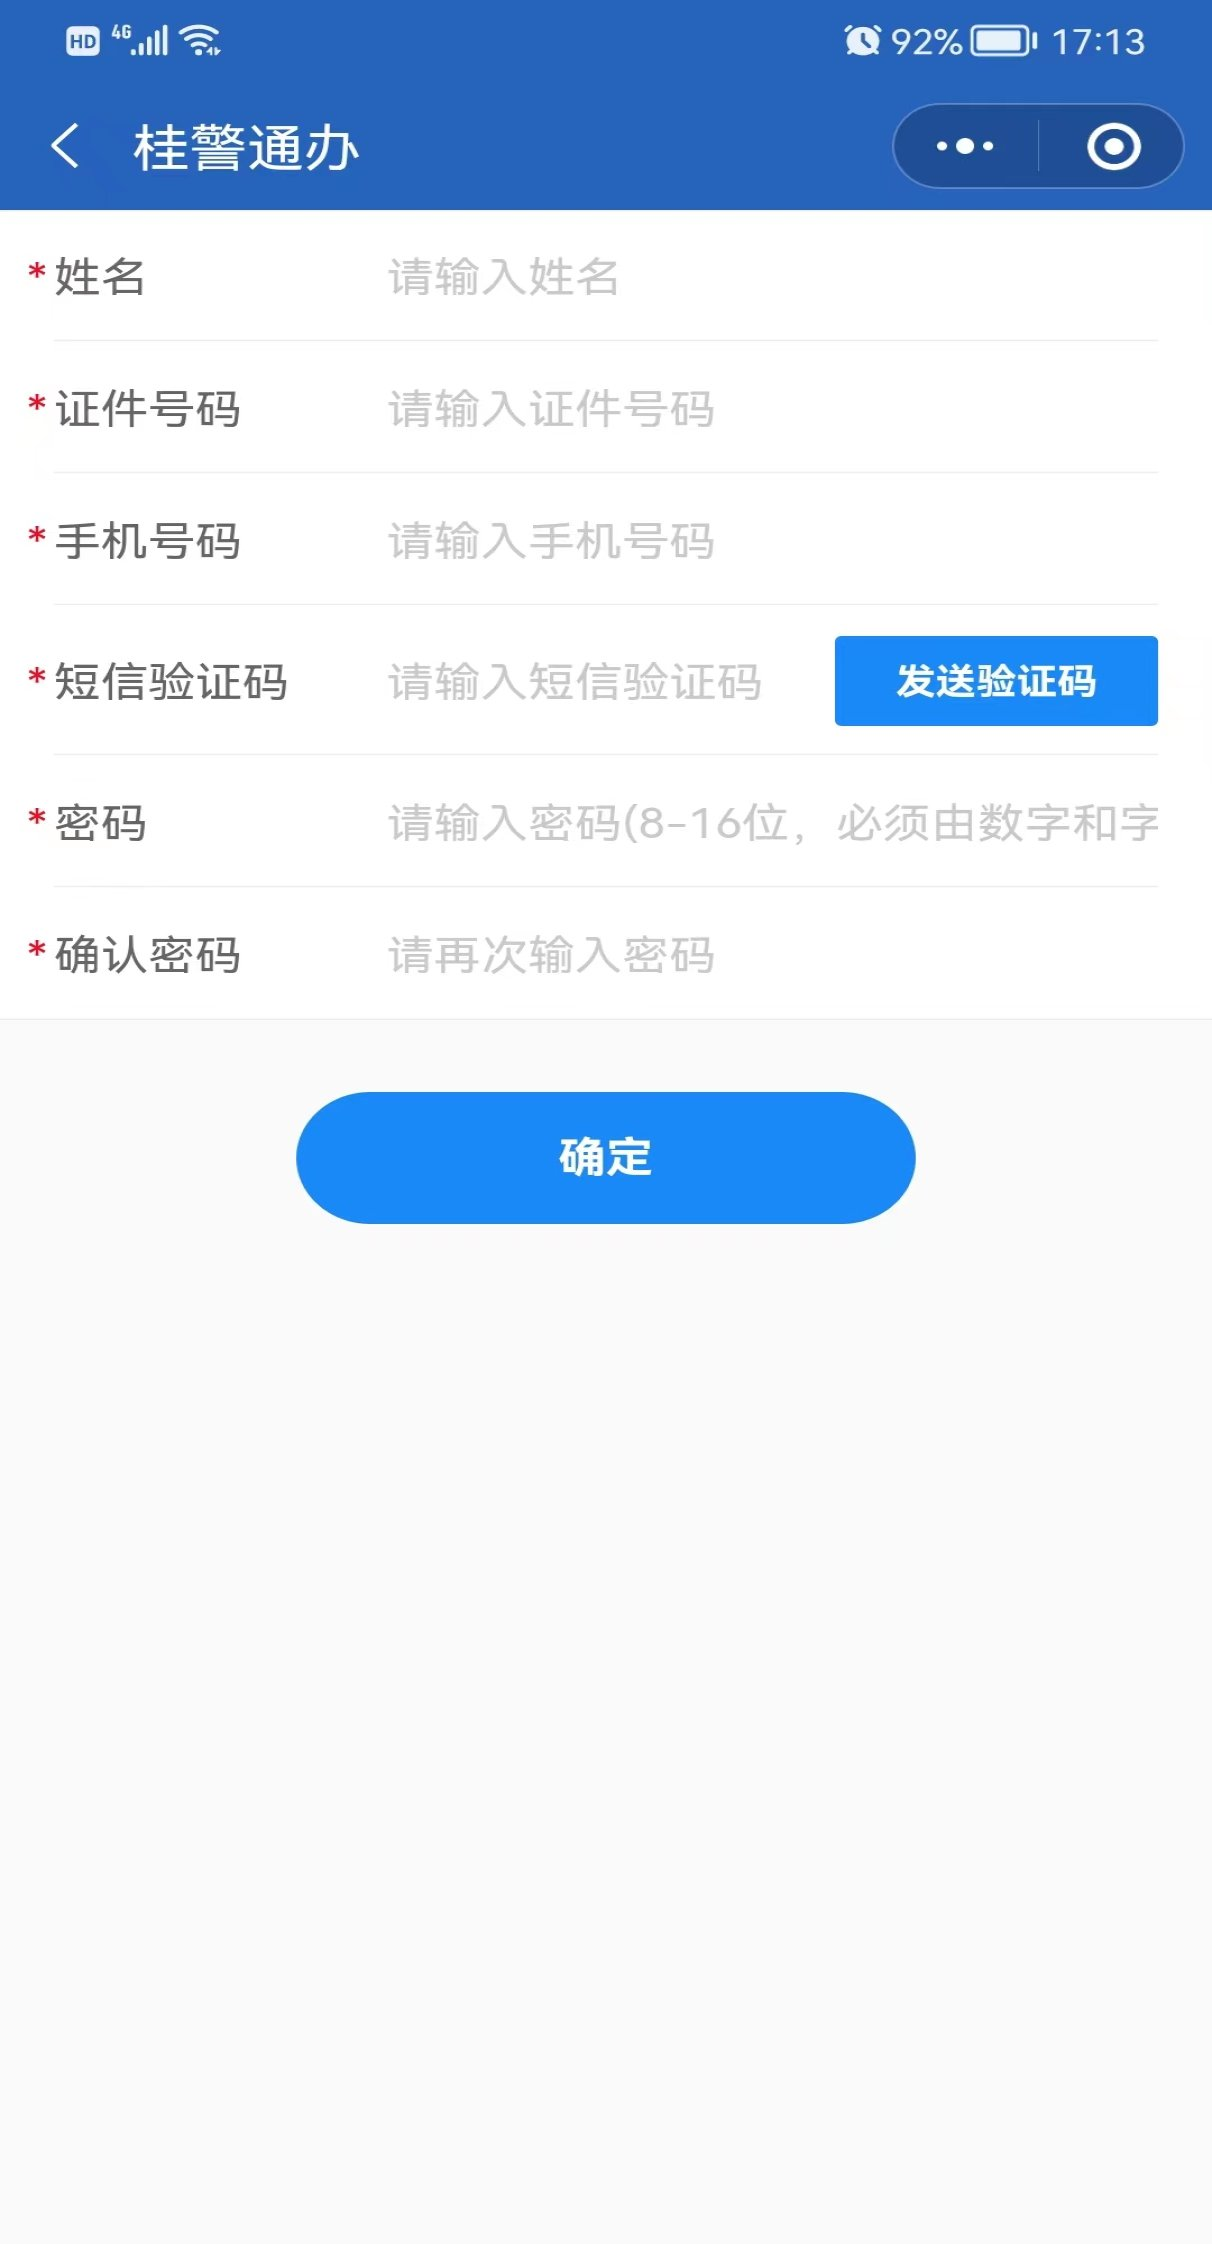 HD 4G 92% 17:13
桂警通办
*姓名 请输入姓名
*证件号码 请输入证件号码
*手机号码 请输入手机号码
*短信验证码 请输入短信验证码 发送验证码
*密码 请输入密码(8-16位，必须由数字和字
*确认密码 请再次输入密码
确定